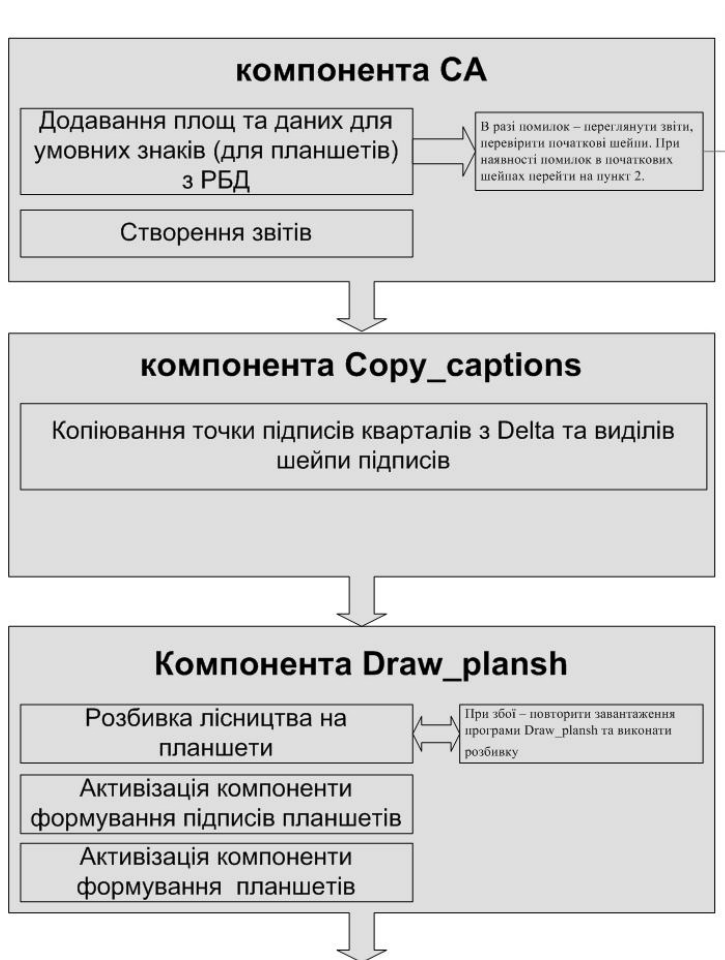 компонента СА
Додавання площ та даних для
умовних знаків (для планшетів)
з РБД
В разі помилок – переглянути звіти,
перевірити початкові шейпи. При
наявності помилок в початкових
шейпах перейти на пункт 2.
Створення звітів
компонента Copy_captions
Копіювання точки підписів кварталів з Delta та виділів
шейпи підписів
Компонента Draw_plansh
Розбивка лісництва на
планшети
При збої – повторити завантаження
програми Draw_plansh та виконати
розбивку
Активізація компоненти
формування підписів планшетів
Активізація компоненти
формування планшетів